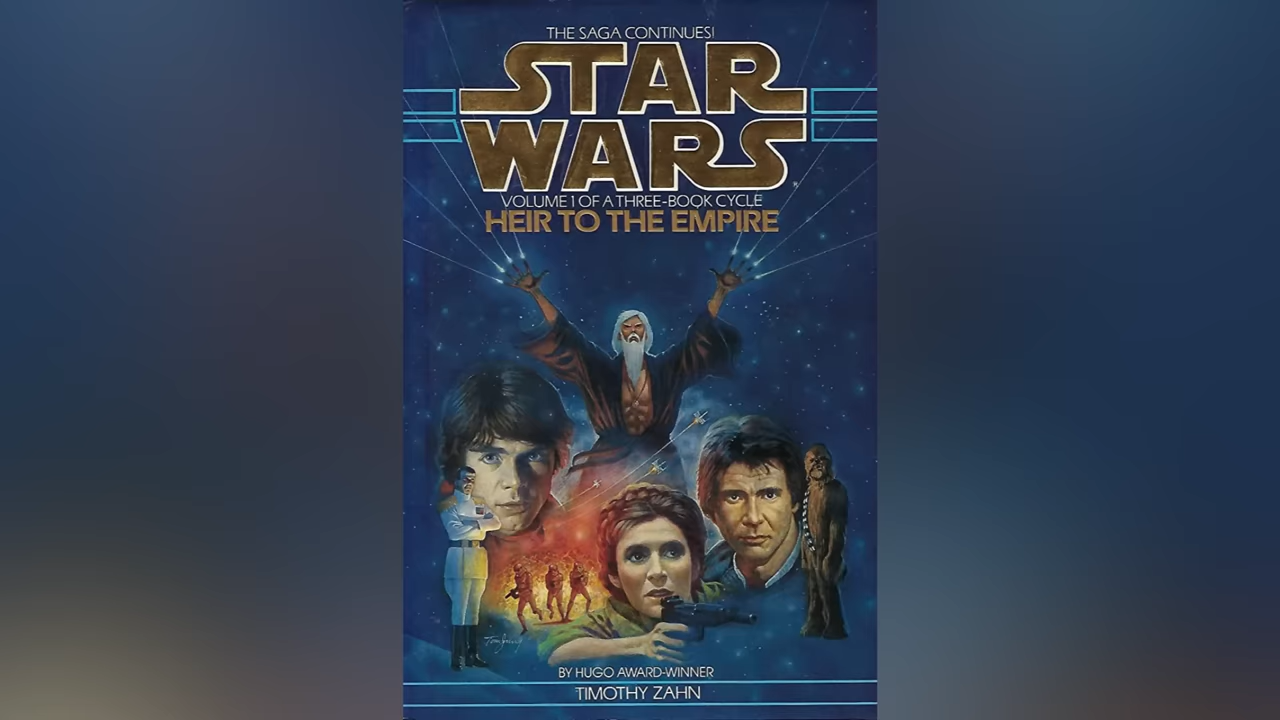 THE SAGA CONTINUES!
STAR
WARS
VOLUME 1 OF A THREE-BOOK CYCLE
HEIR TO THE EMPIRE
BY HUGO AWARD-WINNER
TIMOTHY ZAHN